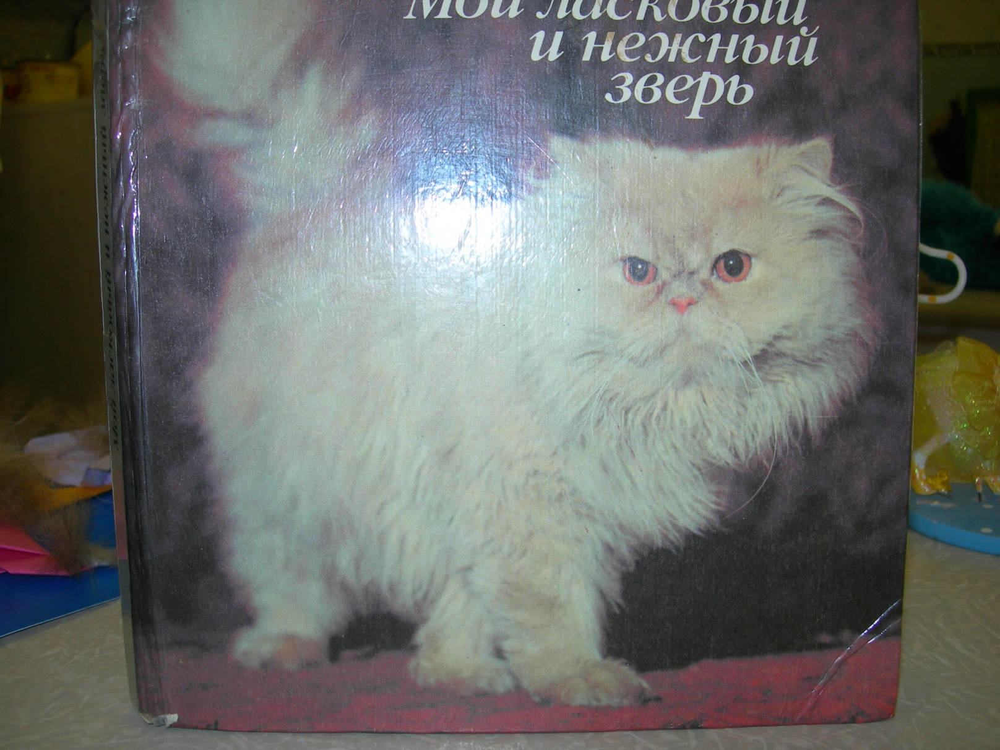 Мой ласковый
и нежный
зверь